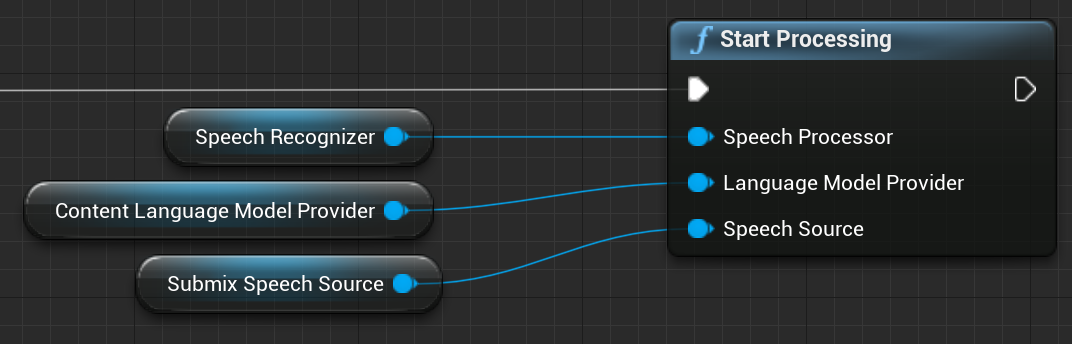 Start Processing
Speech Recognizer
Speech Processor
Content Language Model Provider
Language Model Provider
Submix Speech Source
Speech Source